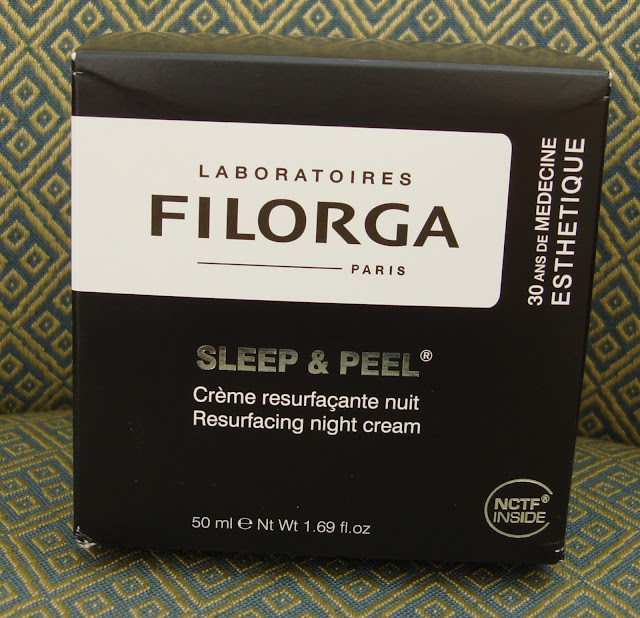 LABORATOIRES
FILORGA
PARIS
30 ANS DE MEDECINE
ESTHETIQUE
SLEEP & PEEL®
Crème resurfaçante nuit
Resurfacing night cream
50 ml ℮ Nt Wt 1.69 fl.oz
NCTF®
INSIDE